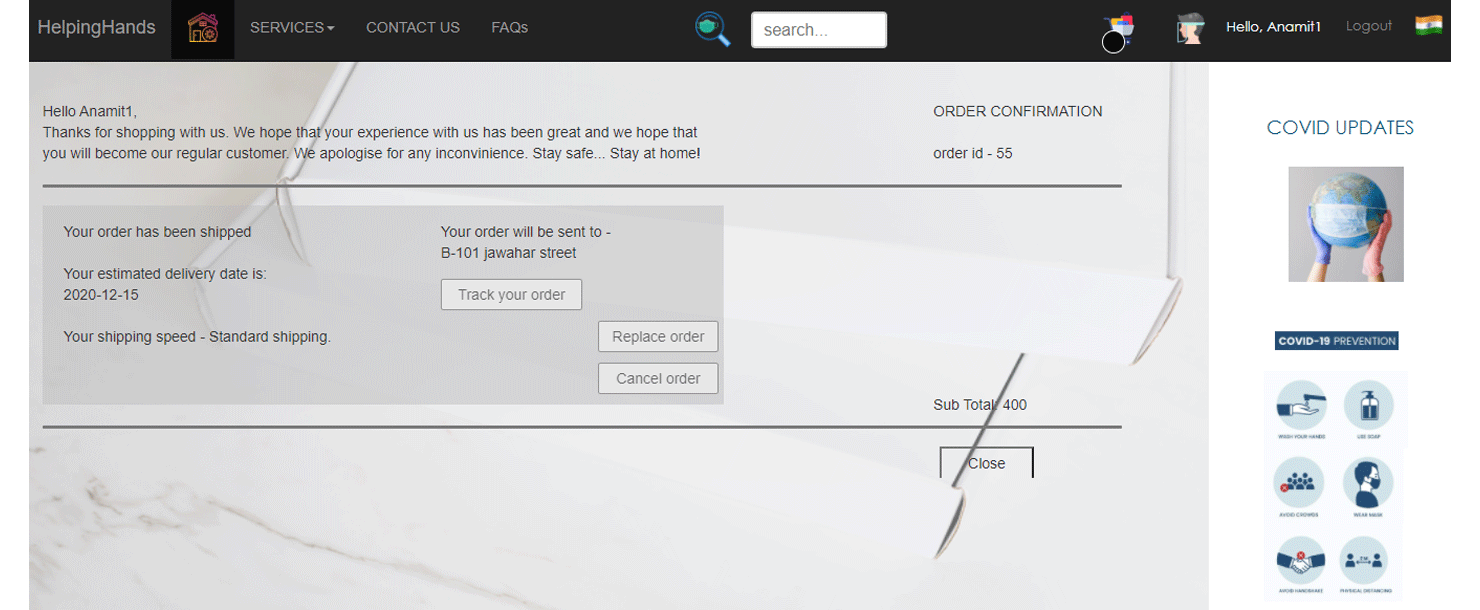 HelpingHands SERVICES CONTACT US FAQs search... Hello, Anamit1 Logout
Hello Anamit1,
Thanks for shopping with us. We hope that your experience with us has been great and we hope that
you will become our regular customer. We apologise for any inconvinience. Stay safe... Stay at home!
ORDER CONFIRMATION
order id - 55
Your order has been shipped
Your estimated delivery date is:
2020-12-15
Your shipping speed - Standard shipping.
Your order will be sent to -
B-101 jawahar street
Track your order
Replace order
Cancel order
Sub Total: 400
Close
COVID UPDATES
COVID-19 PREVENTION
WASH YOUR HANDS
USE SOAP
AVOID CROWDS
WEAR MASK
AVOID HANDSHAKE
PHYSICAL DISTANCING